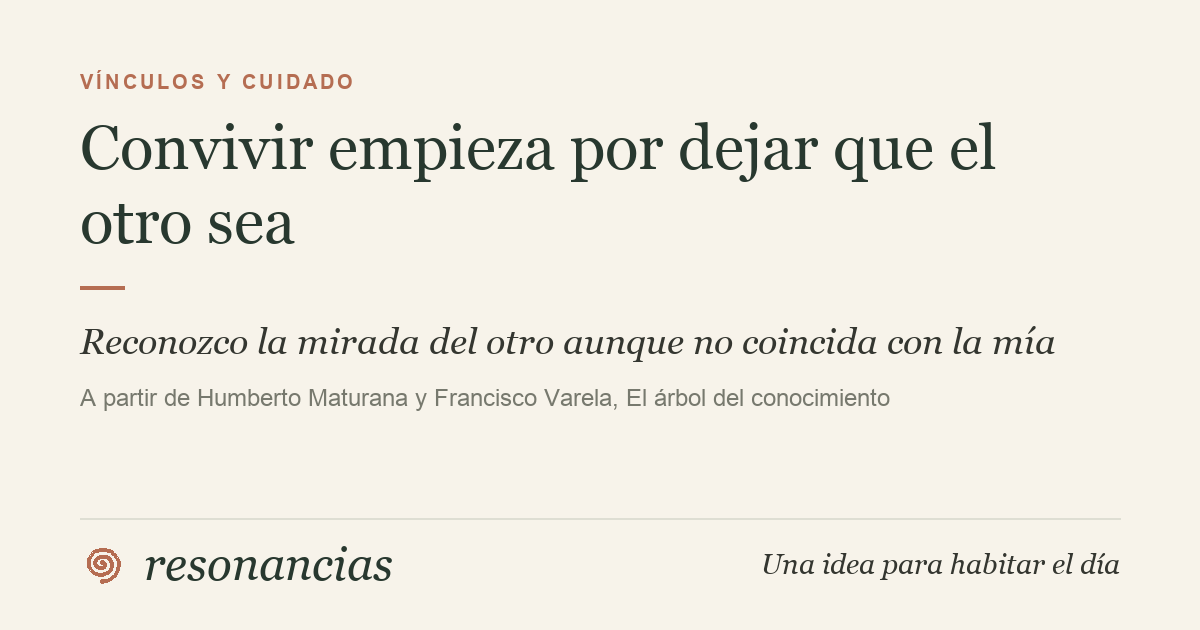 VÍNCULOS Y CUIDADO
Convivir empieza por dejar que el
otro sea
Reconozco la mirada del otro aunque no coincida con la mía
A partir de Humberto Maturana y Francisco Varela, El árbol del conocimiento
resonancias
Una idea para habitar el día